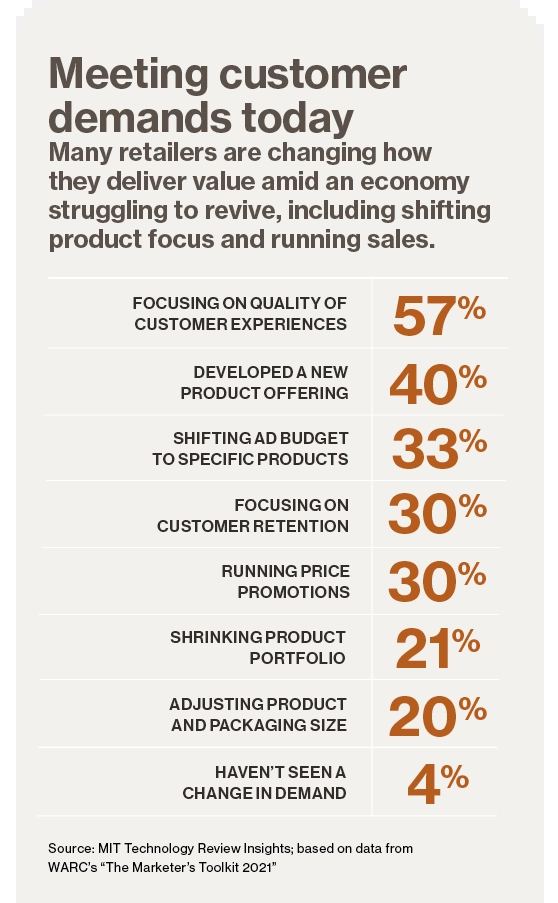 Meeting customer
demands today
Many retailers are changing how
they deliver value amid an economy
struggling to revive, including shifting
product focus and running sales.
FOCUSING ON QUALITY OF
CUSTOMER EXPERIENCES
57%
DEVELOPED A NEW
PRODUCT OFFERING
40%
SHIFTING AD BUDGET
TO SPECIFIC PRODUCTS
33%
FOCUSING ON
CUSTOMER RETENTION
30%
RUNNING PRICE
PROMOTIONS
30%
SHRINKING PRODUCT
PORTFOLIO
21%
ADJUSTING PRODUCT
AND PACKAGING SIZE
20%
HAVEN’T SEEN A
CHANGE IN DEMAND
4%
Source: MIT Technology Review Insights; based on data from
WARC’s “The Marketer’s Toolkit 2021”